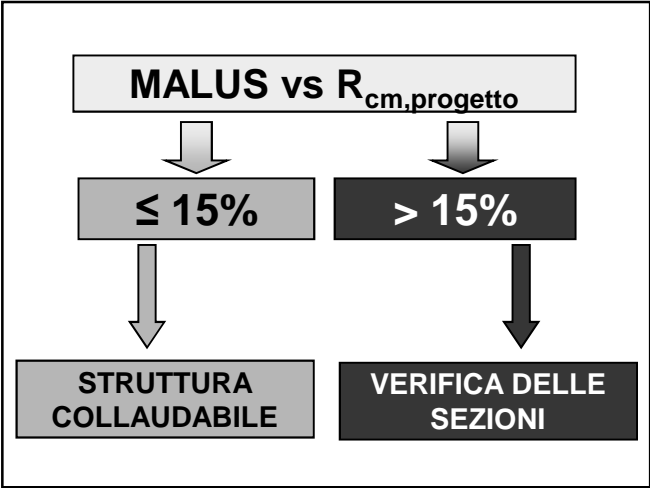 MALUS vs Rcm,progetto
≤ 15%
> 15%
STRUTTURA
COLLAUDABILE
VERIFICA DELLE
SEZIONI